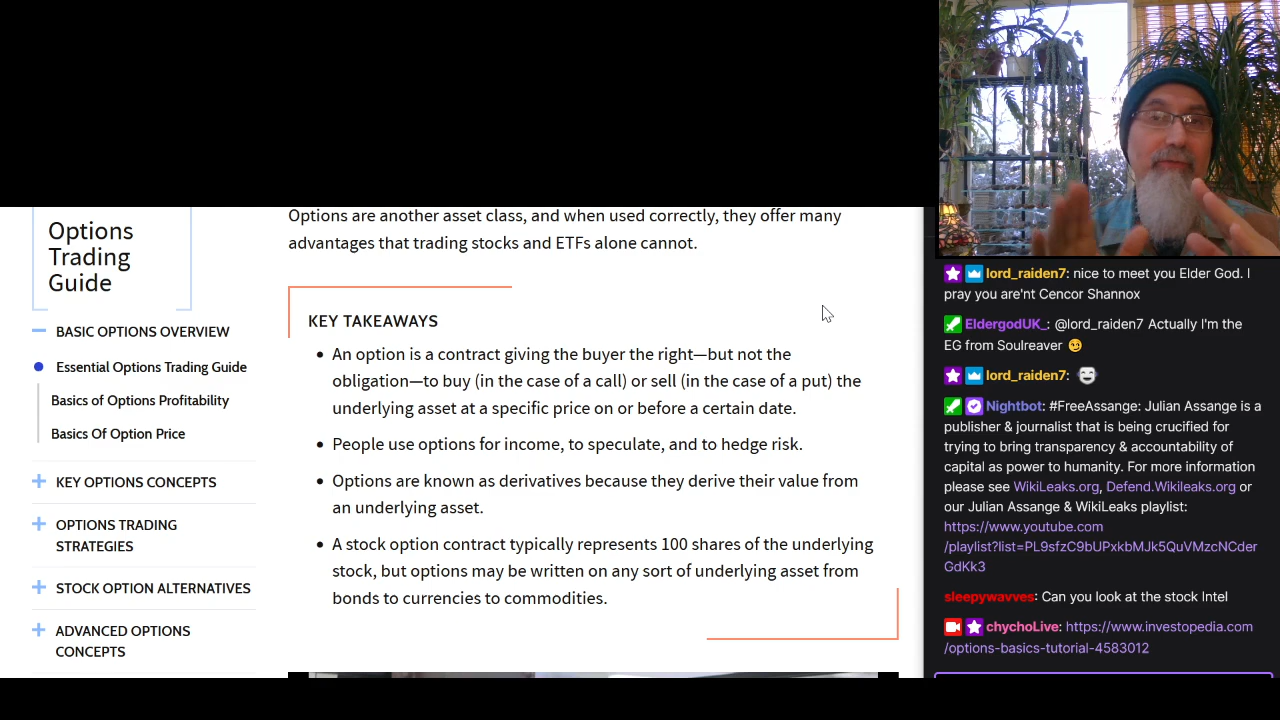 Options are another asset class, and when used correctly, they offer many
advantages that trading stocks and ETFs alone cannot.
Options
Trading
Guide
BASIC OPTIONS OVERVIEW
Essential Options Trading Guide
Basics of Options Profitability
Basics Of Option Price
KEY OPTIONS CONCEPTS
OPTIONS TRADING
STRATEGIES
STOCK OPTION ALTERNATIVES
ADVANCED OPTIONS
CONCEPTS
KEY TAKEAWAYS
• An option is a contract giving the buyer the right—but not the
obligation—to buy (in the case of a call) or sell (in the case of a put) the
underlying asset at a specific price on or before a certain date.
• People use options for income, to speculate, and to hedge risk.
• Options are known as derivatives because they derive their value from
an underlying asset.
• A stock option contract typically represents 100 shares of the underlying
stock, but options may be written on any sort of underlying asset from
bonds to currencies to commodities.
lord_raiden7: nice to meet you Elder God. I
pray you are'nt Cencor Shannox
EldergodUK_: @lord_raiden7 Actually I'm the
EG from Soulreaver 😏
lord_raiden7:
Nightbot: #FreeAssange: Julian Assange is a
publisher & journalist that is being crucified for
trying to bring transparency & accountability of
capital as power to humanity. For more information
please see WikiLeaks.org, Defend.Wikileaks.org or
our Julian Assange & WikiLeaks playlist:
https://www.youtube.com
/playlist?list=PL9sfzC9bUPxkbMJk5QuVMzcNCder
GdKk3
sleepywavves: Can you look at the stock Intel
chychoLive: https://www.investopedia.com
/options-basics-tutorial-4583012